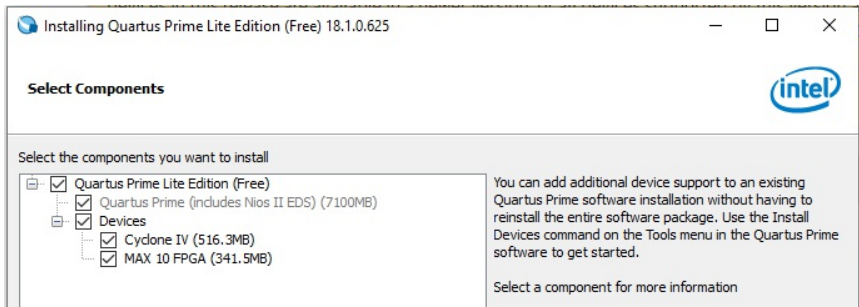 Installing Quartus Prime Lite Edition (Free) 18.1.0.625
Select Components
intel
Select the components you want to install
Quartus Prime Lite Edition (Free)
Quartus Prime (includes Nios II EDS) (7100MB)
Devices
Cyclone IV (516.3MB)
MAX 10 FPGA (341.5MB)
You can add additional device support to an existing
Quartus Prime software installation without having to
reinstall the entire software package. Use the Install
Devices command on the Tools menu in the Quartus Prime
software to get started.
Select a component for more information